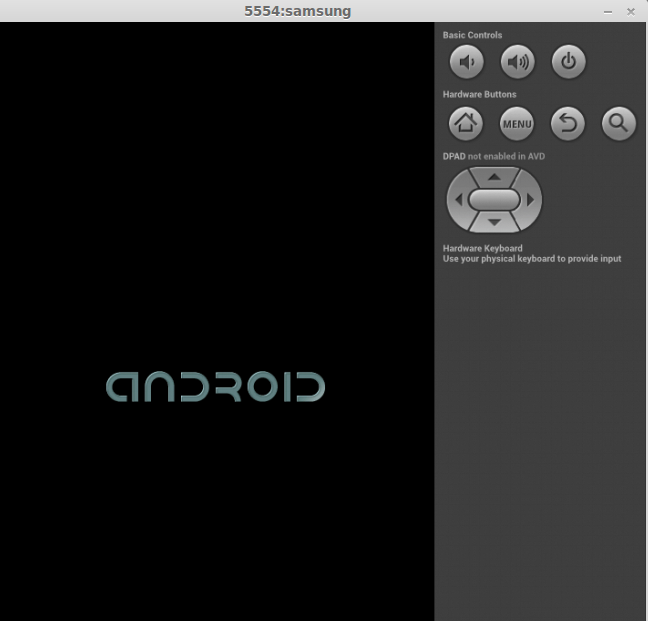 5554:samsung
Basic Controls
Hardware Buttons
MENU
DPAD not enabled in AVD
Hardware Keyboard
Use your physical keyboard to provide input
ANDROID